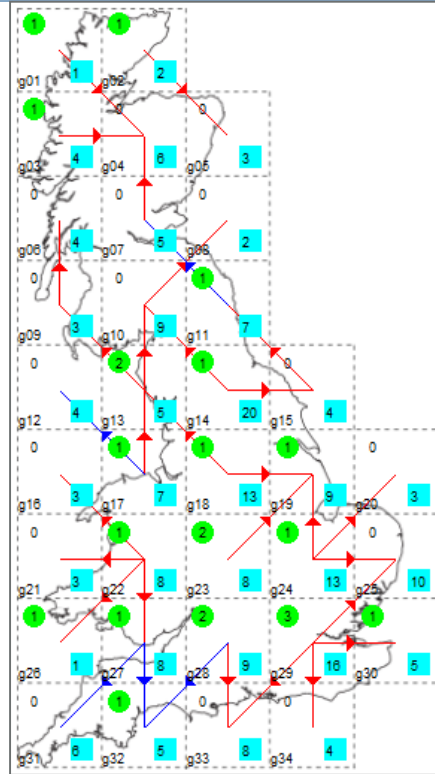 1 1
g01 1 g02 2
1 0 0
g03 4 g04 6 g05 3
0 0
g06 4 g07 5 g08 2
0 0 1
g09 3 g10 9 g11 7
0 2 1 0
g12 4 g13 5 g14 20 g15 4
0 1 1 1 0
g16 3 g17 7 g18 13 g19 9 g20 3
0 1 2 1 0
g21 3 g22 8 g23 8 g24 13 g25 10
1 1 2 3 1
g26 1 g27 8 g28 9 g29 16 g30 5
0 1 0 0
g31 6 g32 5 g33 8 g34 4